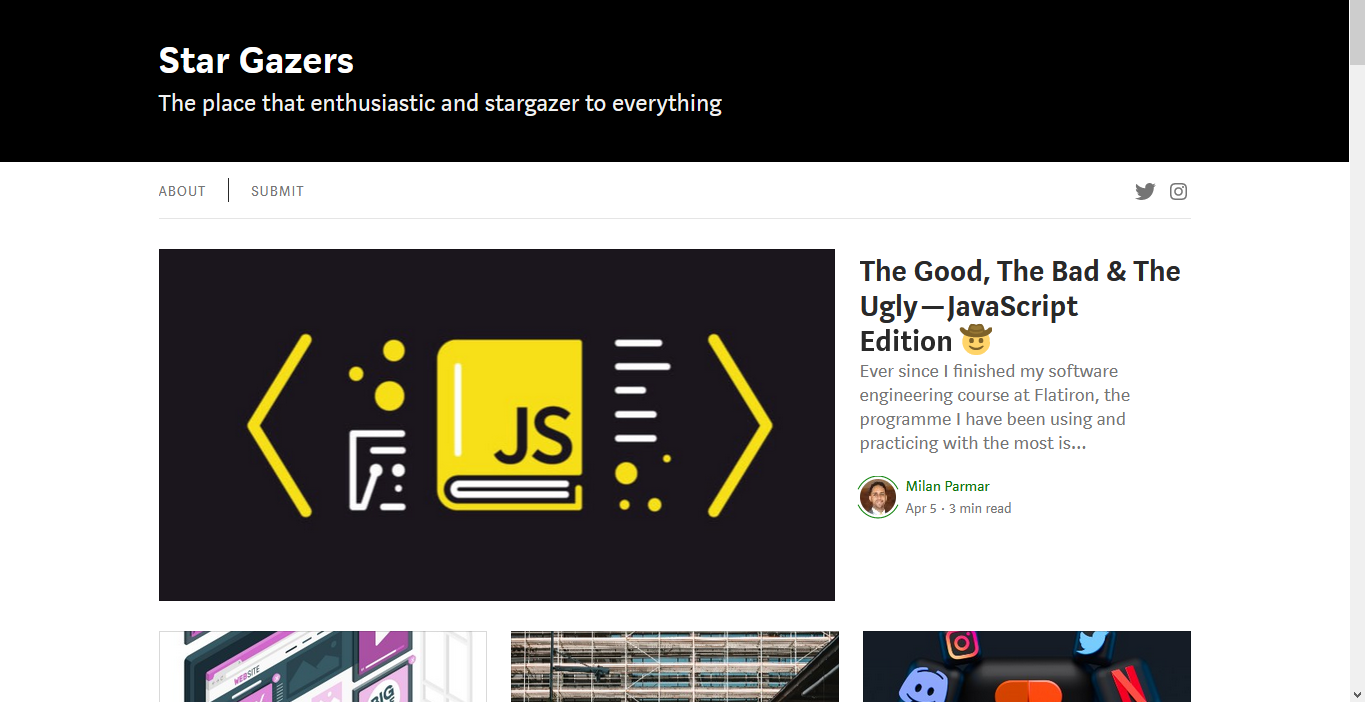 Star Gazers
The place that enthusiastic and stargazer to everything
ABOUT
SUBMIT
JS
The Good, The Bad & The
Ugly — JavaScript
Edition 🤠
Ever since I finished my software
engineering course at Flatiron, the
programme I have been using and
practicing with the most is…
Milan Parmar
Apr 5 · 3 min read
WEBSITE
BIG